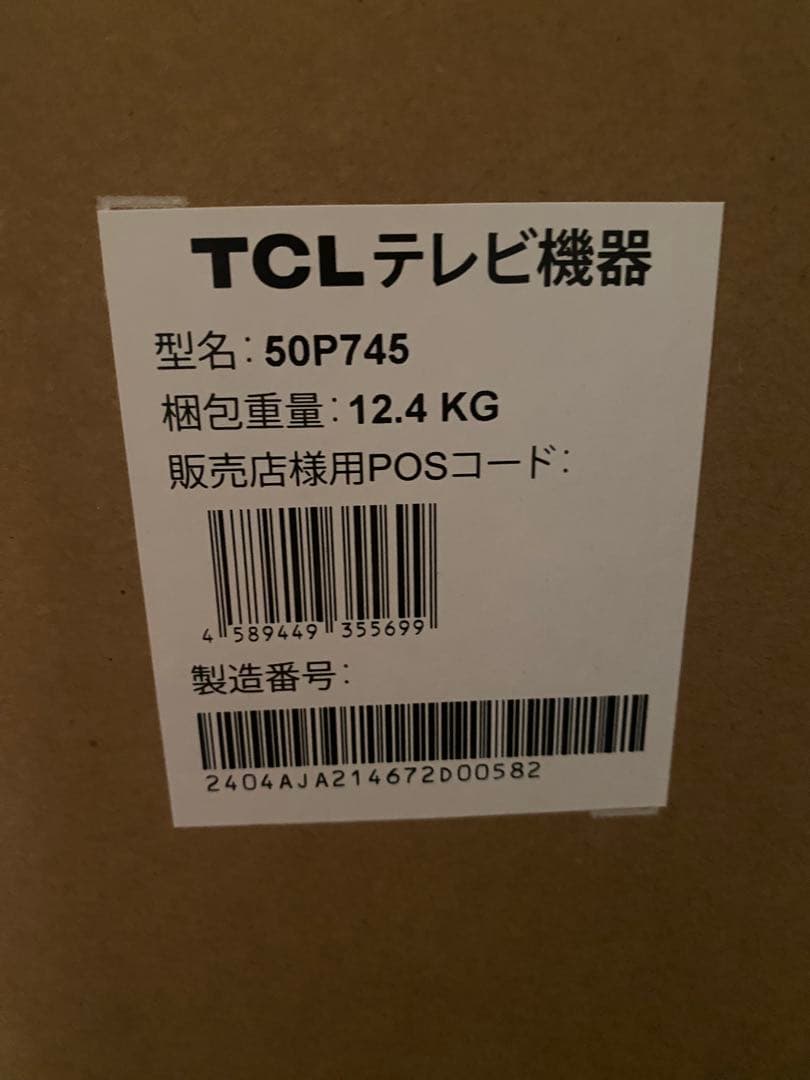 TCLテレビ機器
型名：50P745
梱包重量：12.4 KG
販売店様用POSコード：
4 589449 355699
製造番号：
2404AJA214672D00582